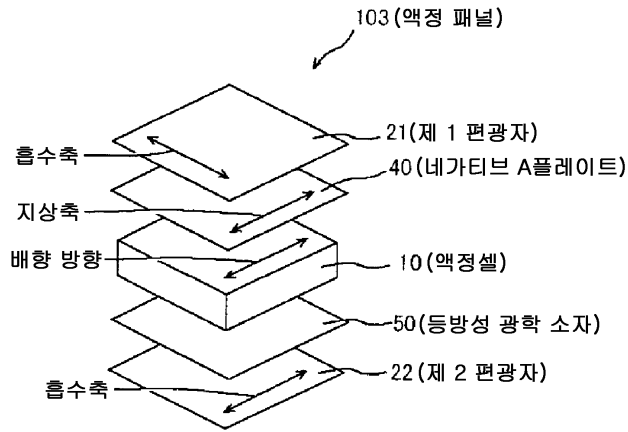 103(액정 패널)
21(제 1 편광자)
흡수축
40(네가티브 A플레이트)
지상축
배향 방향
10(액정셀)
50(등방성 광학 소자)
22(제 2 편광자)
흡수축